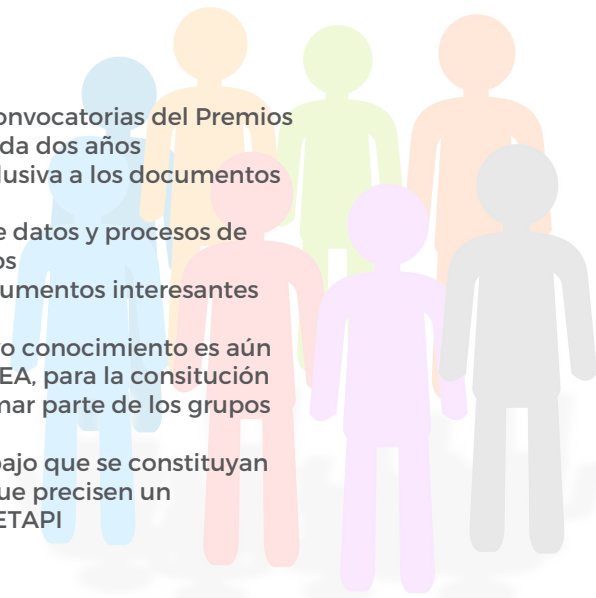 onvocatorias del Premios
da dos años
lusiva a los documentos
e datos y procesos de
os
umentos interesantes
o conocimiento es aún
EA, para la consitución
mar parte de los grupos
bajo que se constituyan
que precisen un
ETAPI